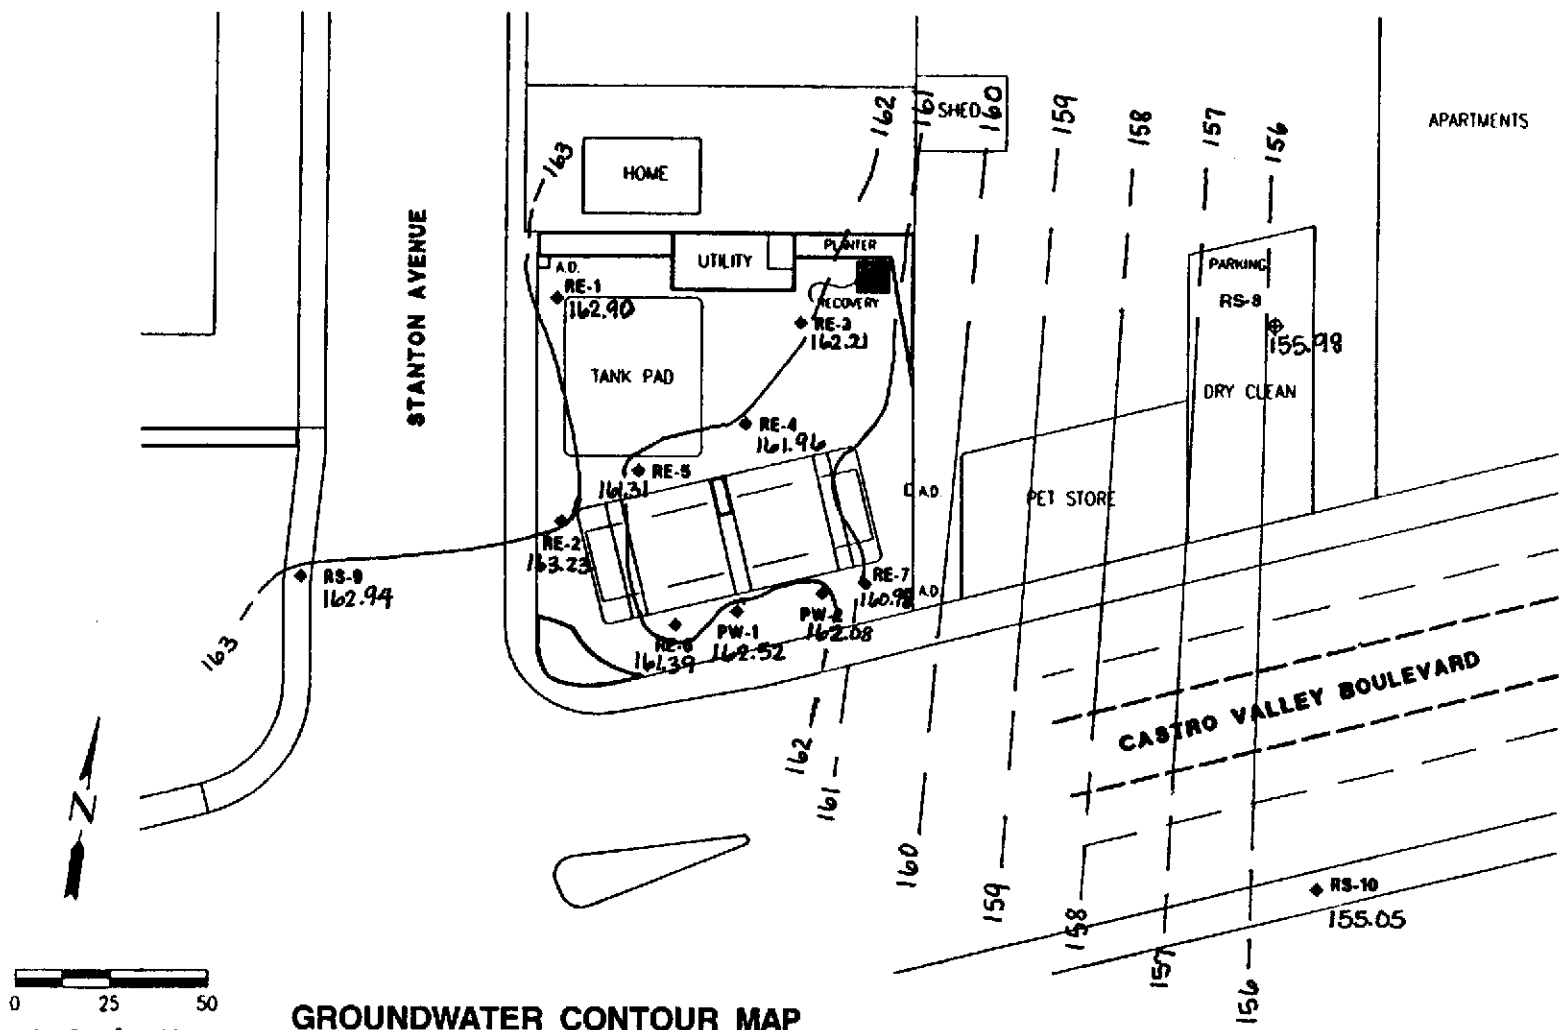 162
161
160
159
158
157
156
SHED
APARTMENTS
163
HOME
STANTON AVENUE
UTILITY
PLANTER
A.D.
RE-1
162.90
RECOVERY
RE-3
162.21
PARKING
RS-8
155.98
TANK PAD
DRY CLEAN
RE-4
161.96
RE-5
161.31
A.D.
PET STORE
RE-2
163.23
RS-9
162.94
RE-7
160.98
A.D.
PW-2
162.08
PW-1
162.52
RE-6
161.39
163
CASTRO VALLEY BOULEVARD
162
161
160
159
158
157
156
N
RS-10
155.05
0 25 50
GROUNDWATER CONTOUR MAP